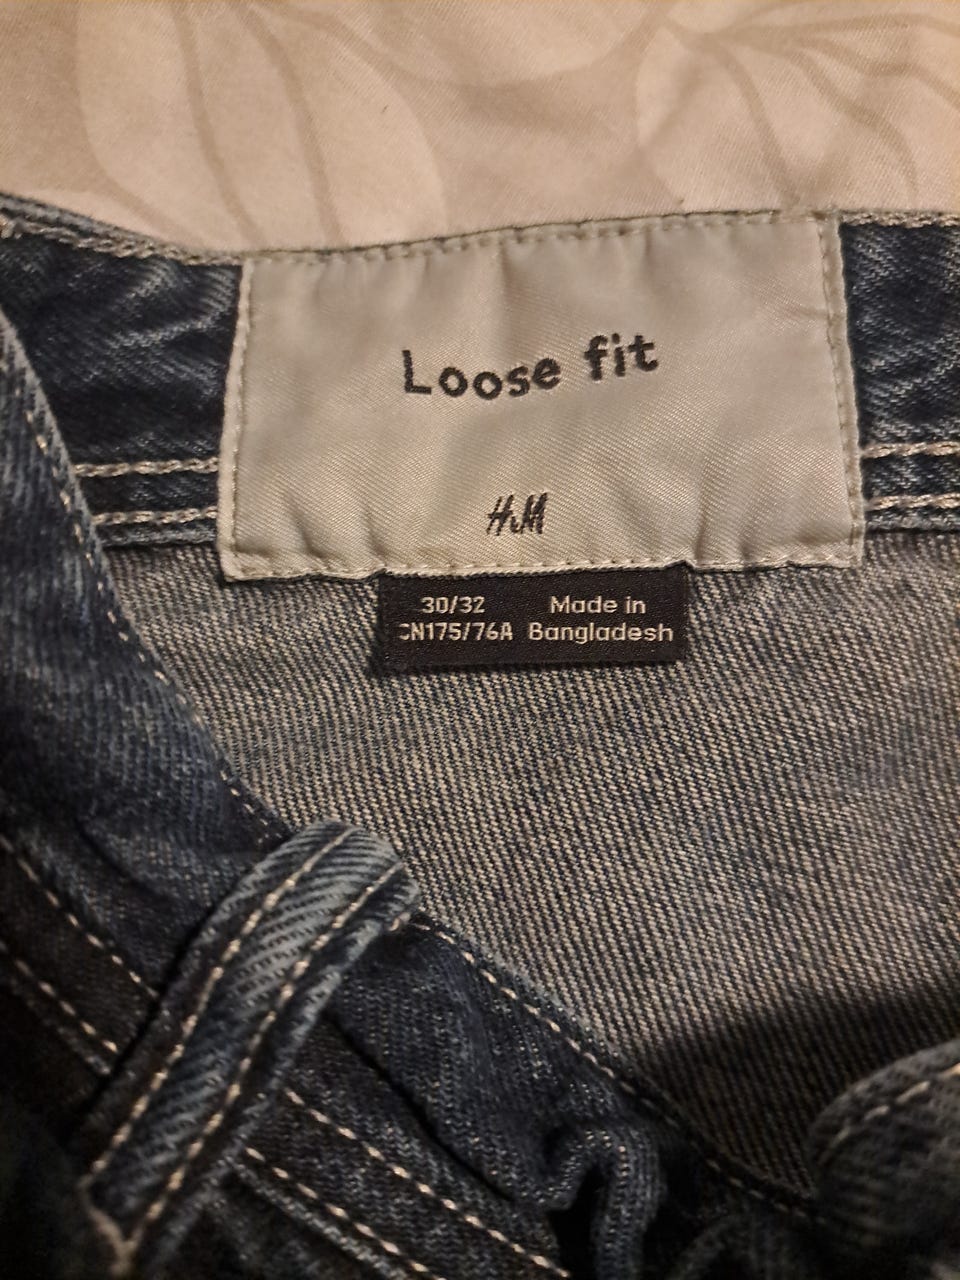 Loose fit
H&M
30/32 Made in
CN175/76A Bangladesh